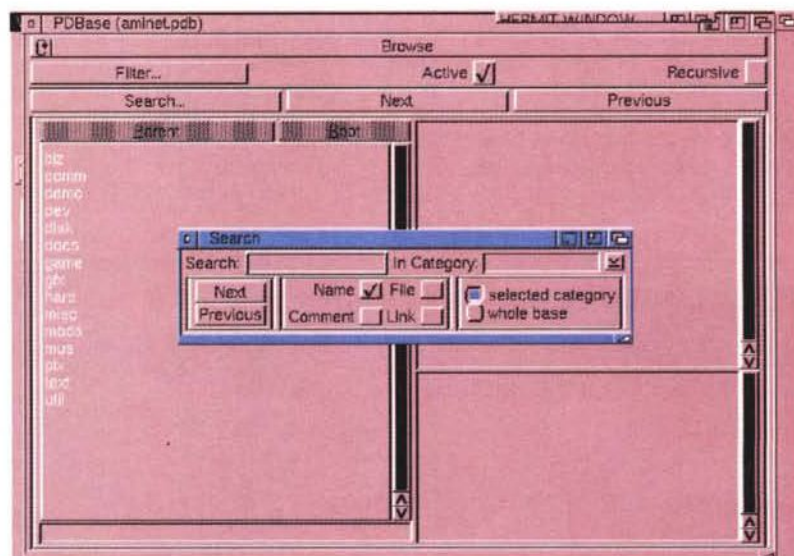 PDBase (aminet.pdb)
HERMIT WINDOW
Browse
Filter...
Active
Recursive
Search...
Next
Previous
Parent
Root
biz
comm
demo
dev
disk
docs
game
gfx
hard
misc
mods
mus
pix
text
util
Search
Search:
In Category:
Next
Name
File
selected category
Previous
Comment
Link
whole base